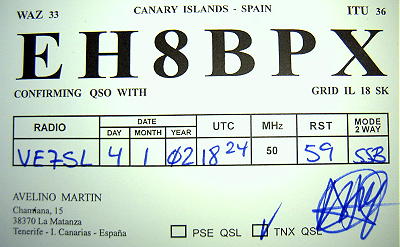 WAZ 33 CANARY ISLANDS - SPAIN ITU 36
EH8BPX
CONFIRMING QSO WITH GRID IL 18 SK
RADIO DATE UTC MHz RST MODE 2 WAY
DAY MONTH YEAR
VE7SL 4 1 02 1824 50 59 SSB
AVELINO MARTIN
Chamiana, 15
38370 La Matanza
Tenerife - I. Canarias - España
PSE QSL TNX QSL